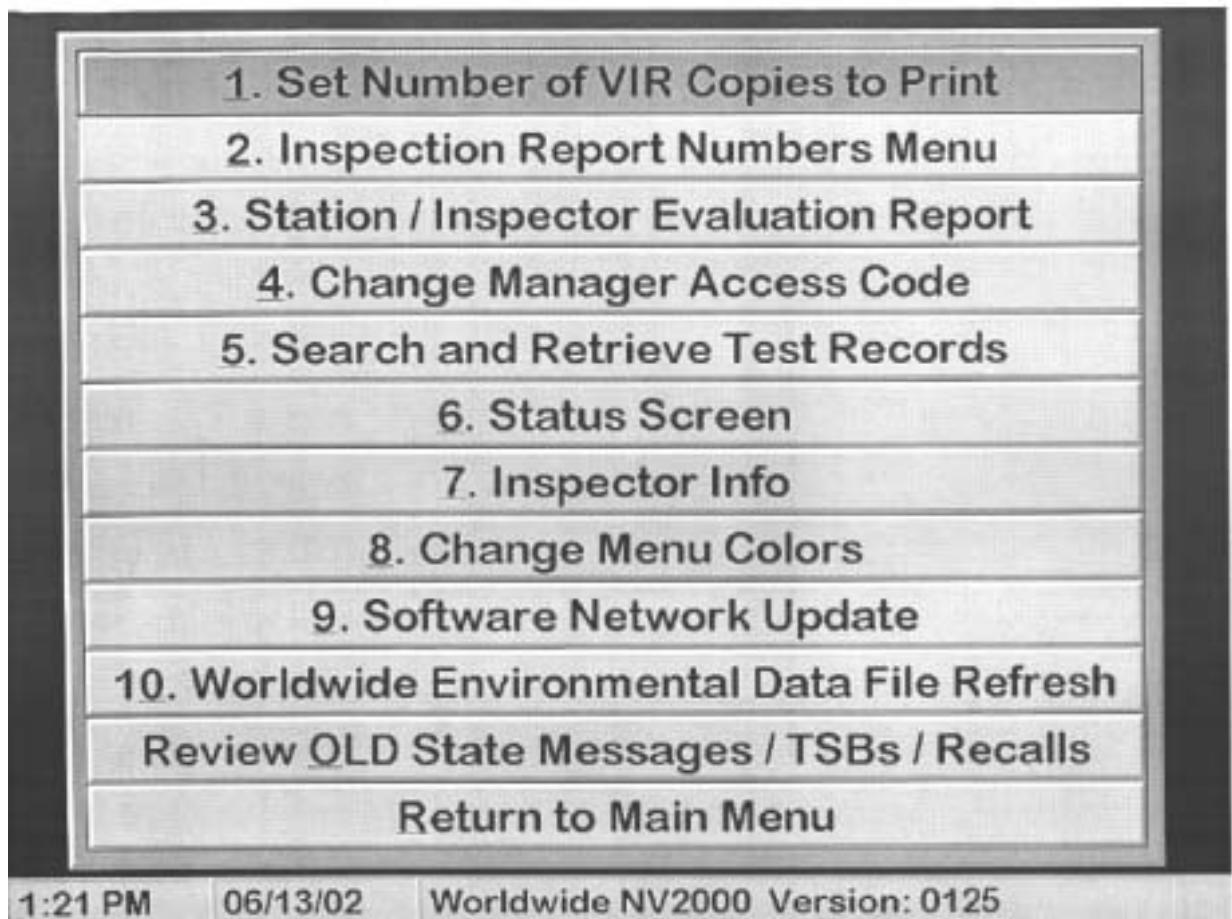 1. Set Number of VIR Copies to Print
2. Inspection Report Numbers Menu
3. Station / Inspector Evaluation Report
4. Change Manager Access Code
5. Search and Retrieve Test Records
6. Status Screen
7. Inspector Info
8. Change Menu Colors
9. Software Network Update
10. Worldwide Environmental Data File Refresh
Review OLD State Messages / TSBs / Recalls
Return to Main Menu
1:21 PM 06/13/02 Worldwide NV2000 Version: 0125